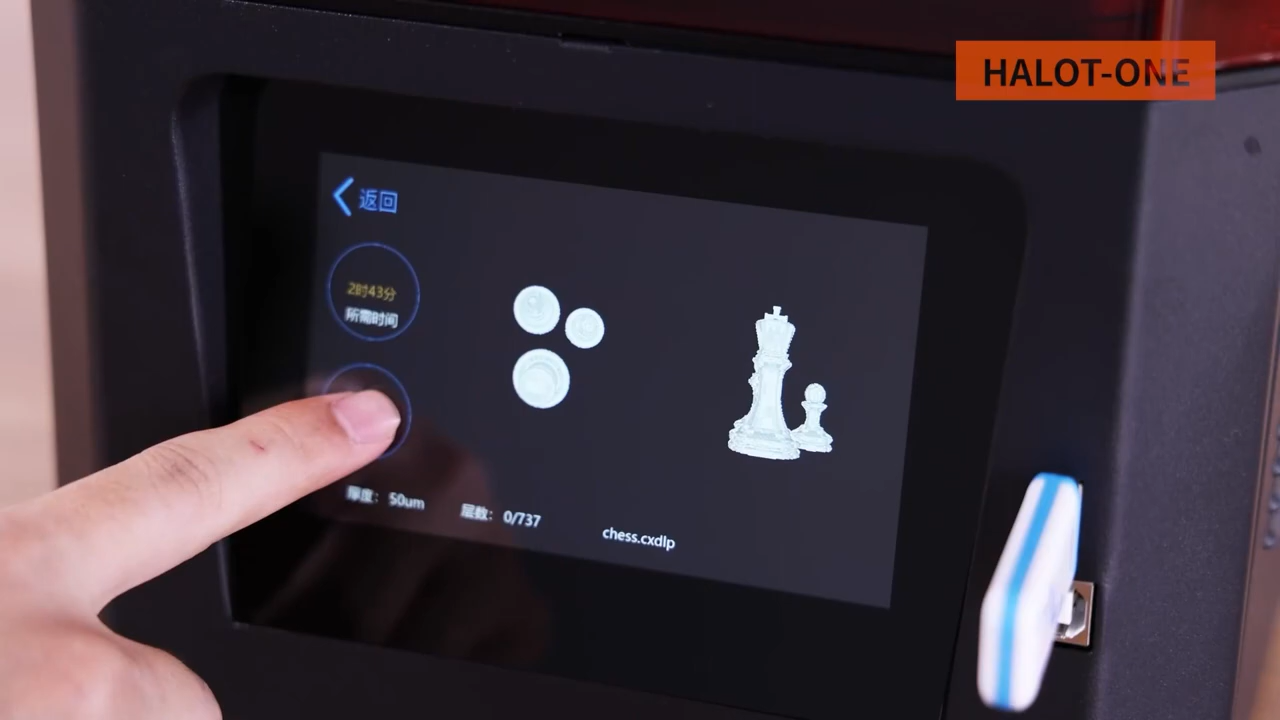 HALOT-ONE
返回
2时43分
所需时间
厚度: 50um
层数: 0/737
chess.cxdlp